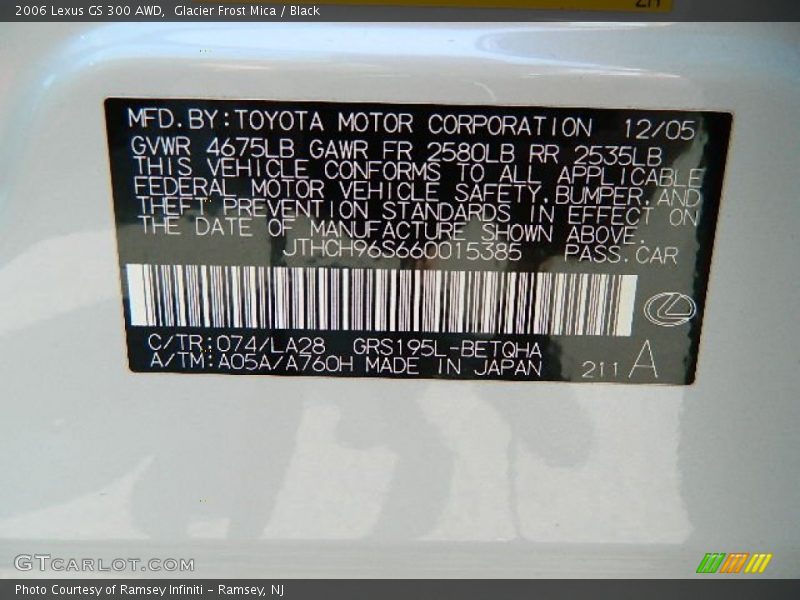 2006 Lexus GS 300 AWD, Glacier Frost Mica / Black
MFD. BY: TOYOTA MOTOR CORPORATION 12/05
GVWR 4675LB GAWR FR 2580LB RR 2535LB
THIS VEHICLE CONFORMS TO ALL APPLICABLE
FEDERAL MOTOR VEHICLE SAFETY, BUMPER, AND
THEFT PREVENTION STANDARDS IN EFFECT ON
THE DATE OF MANUFACTURE SHOWN ABOVE.
JTHCH96S660015385 PASS. CAR
C/TR: 074/LA28 GRS195L-BETQHA
A/TM: A05A/A760H MADE IN JAPAN 211 A
GTCARLOT.COM
Photo Courtesy of Ramsey Infiniti - Ramsey, NJ